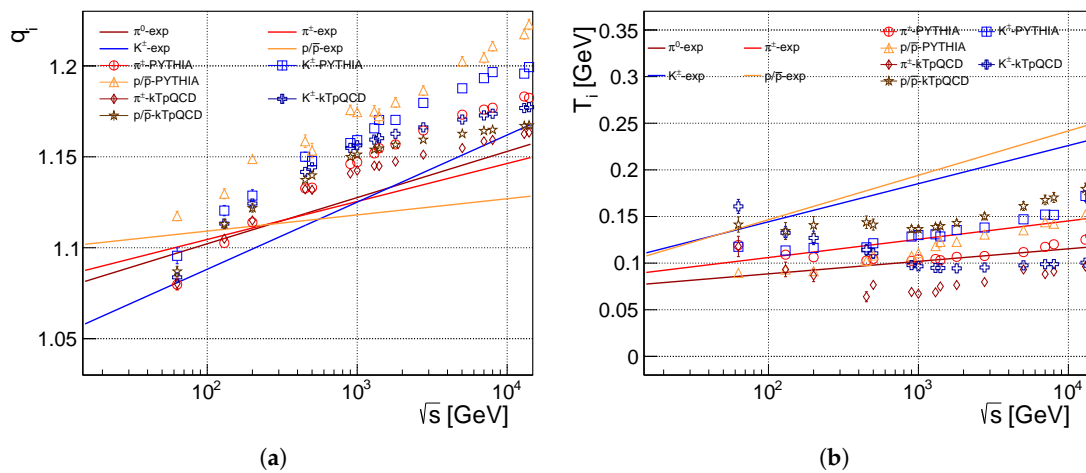 q_i
π⁰-exp
π±-exp
K±-exp
p/p̅-exp
π±-PYTHIA
K±-PYTHIA
p/p̅-PYTHIA
π±-kTpQCD
K±-kTpQCD
p/p̅-kTpQCD
1.2
1.15
1.1
1.05
10²
10³
10⁴
√s [GeV]
(a)
T_i [GeV]
π⁰-exp
π±-exp
K±-exp
p/p̅-exp
π±-PYTHIA
K±-PYTHIA
p/p̅-PYTHIA
π±-kTpQCD
K±-kTpQCD
p/p̅-kTpQCD
0.35
0.3
0.25
0.2
0.15
0.1
0.05
0
10²
10³
10⁴
√s [GeV]
(b)